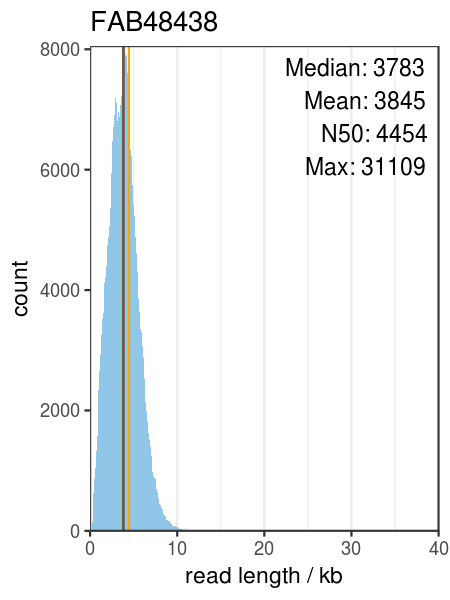 FAB48438
8000
Median: 3783
Mean: 3845
N50: 4454
Max: 31109
6000
count
4000
2000
0
0 10 20 30 40
read length / kb